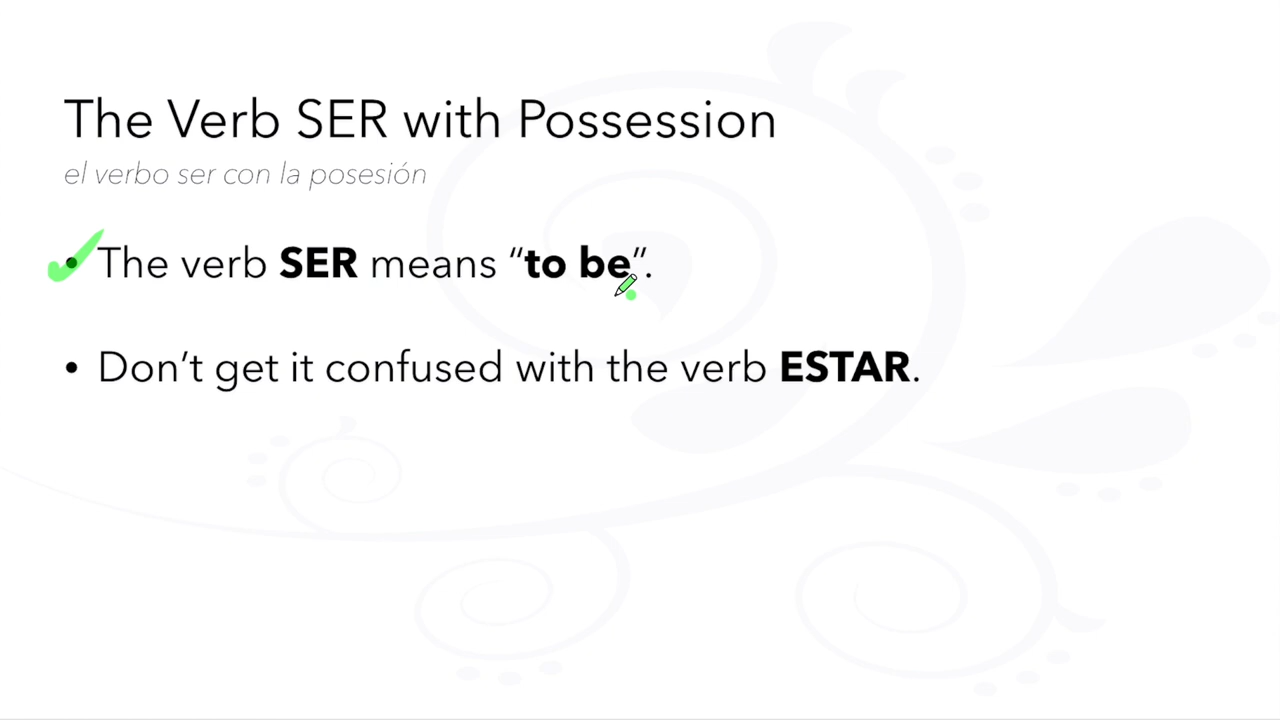 The Verb SER with Possession
el verbo ser con la posesión
• The verb SER means “to be”.
• Don’t get it confused with the verb ESTAR.